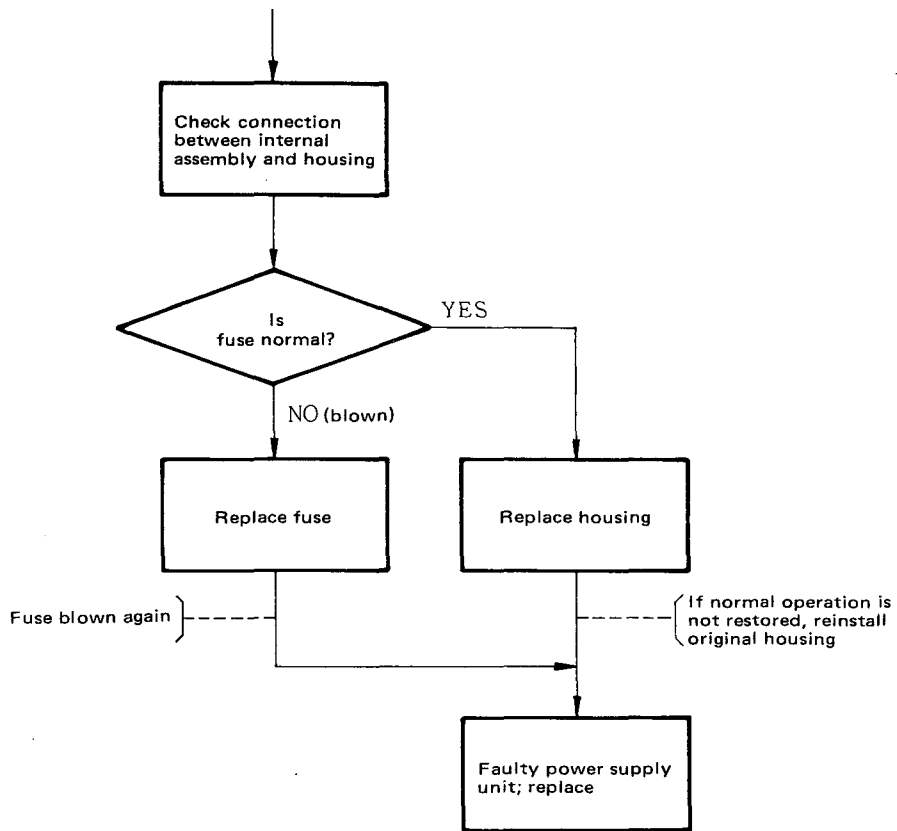 Check connection
between internal
assembly and housing
Is
fuse normal?
YES
NO (blown)
Replace fuse
Replace housing
Fuse blown again
If normal operation is
not restored, reinstall
original housing
Faulty power supply
unit; replace